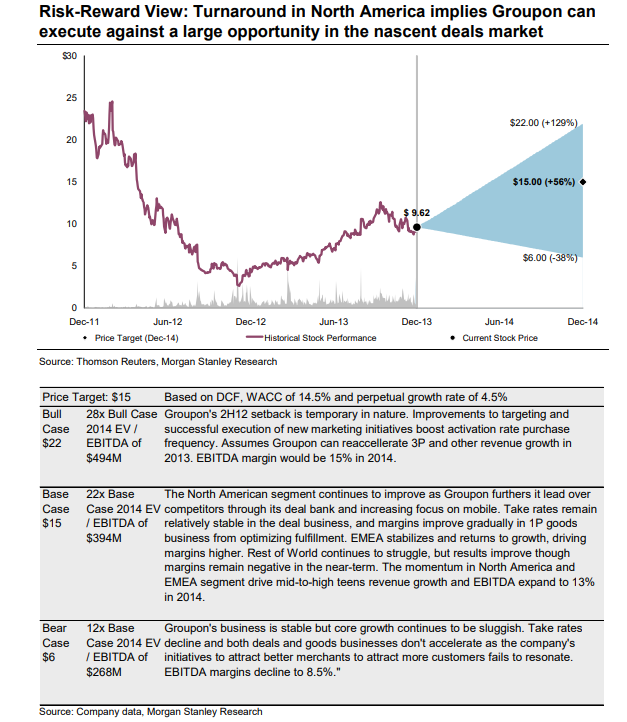 Risk-Reward View: Turnaround in North America implies Groupon can
execute against a large opportunity in the nascent deals market
$30
25
20
15
10
5
0
$22.00 (+129%)
$15.00 (+56%)
$ 9.62
$6.00 (-38%)
Dec-11 Jun-12 Dec-12 Jun-13 Dec-13 Jun-14 Dec-14
Price Target (Dec-14) Historical Stock Performance Current Stock Price
Source: Thomson Reuters, Morgan Stanley Research
Price Target: $15 Based on DCF, WACC of 14.5% and perpetual growth rate of 4.5%
Bull 28x Bull Case Groupon's 2H12 setback is temporary in nature. Improvements to targeting and
Case 2014 EV / successful execution of new marketing initiatives boost activation rate purchase
$22 EBITDA of frequency. Assumes Groupon can reaccellerate 3P and other revenue growth in
$494M 2013. EBITDA margin would be 15% in 2014.
Base 22x Base The North American segment continues to improve as Groupon furthers it lead over
Case Case 2014 EV competitors through its deal bank and increasing focus on mobile. Take rates remain
$15 / EBITDA of relatively stable in the deal business, and margins improve gradually in 1P goods
$394M business from optimizing fulfillment. EMEA stabilizes and returns to growth, driving
margins higher. Rest of World continues to struggle, but results improve though
margins remain negative in the near-term. The momentum in North America and
EMEA segment drive mid-to-high teens revenue growth and EBITDA expand to 13%
in 2014.
Bear 12x Base Groupon's business is stable but core growth continues to be sluggish. Take rates
Case Case 2014 EV decline and both deals and goods businesses don't accelerate as the company's
$6 / EBITDA of initiatives to attract better merchants to attract more customers fails to resonate.
$268M EBITDA margins decline to 8.5%."
Source: Company data, Morgan Stanley Research